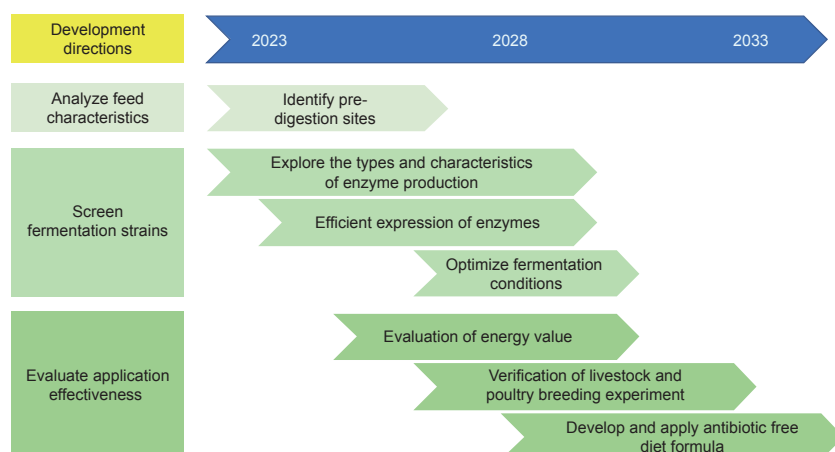 Development
directions
2023
2028
2033
Analyze feed
characteristics
Identify pre-
digestion sites
Screen
fermentation strains
Explore the types and characteristics
of enzyme production
Efficient expression of enzymes
Optimize fermentation
conditions
Evaluate application
effectiveness
Evaluation of energy value
Verification of livestock and
poultry breeding experiment
Develop and apply antibiotic free
diet formula